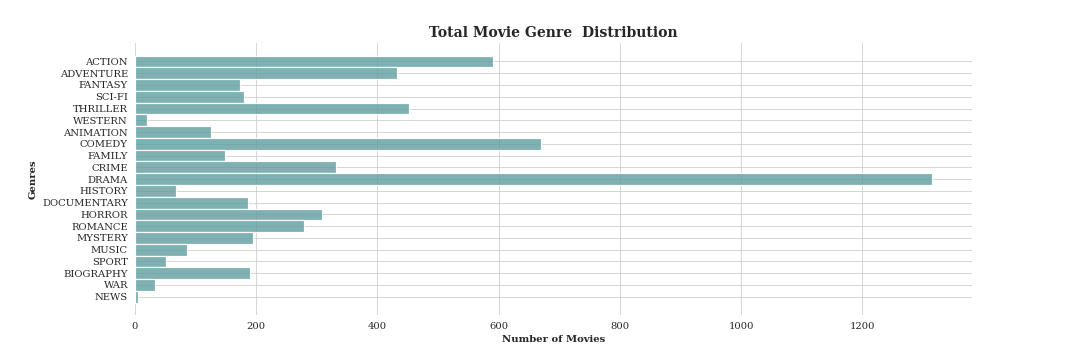 Total Movie Genre  Distribution
Genres
ACTION
ADVENTURE
FANTASY
SCI-FI
THRILLER
WESTERN
ANIMATION
COMEDY
FAMILY
CRIME
DRAMA
HISTORY
DOCUMENTARY
HORROR
ROMANCE
MYSTERY
MUSIC
SPORT
BIOGRAPHY
WAR
NEWS
0 200 400 600 800 1000 1200
Number of Movies